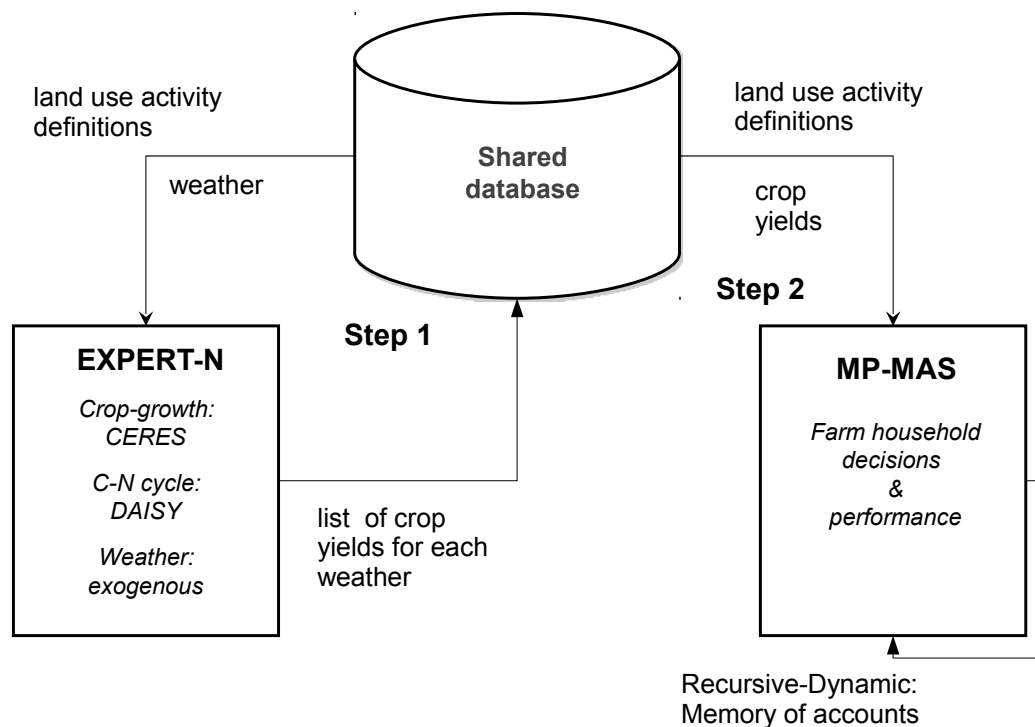 land use activity
definitions
weather
Shared
database
land use activity
definitions
crop
yields
Step 1
Step 2
EXPERT-N
Crop-growth:
CERES
C-N cycle:
DAISY
Weather:
exogenous
list of crop
yields for each
weather
MP-MAS
Farm household
decisions
&
performance
Recursive-Dynamic:
Memory of accounts